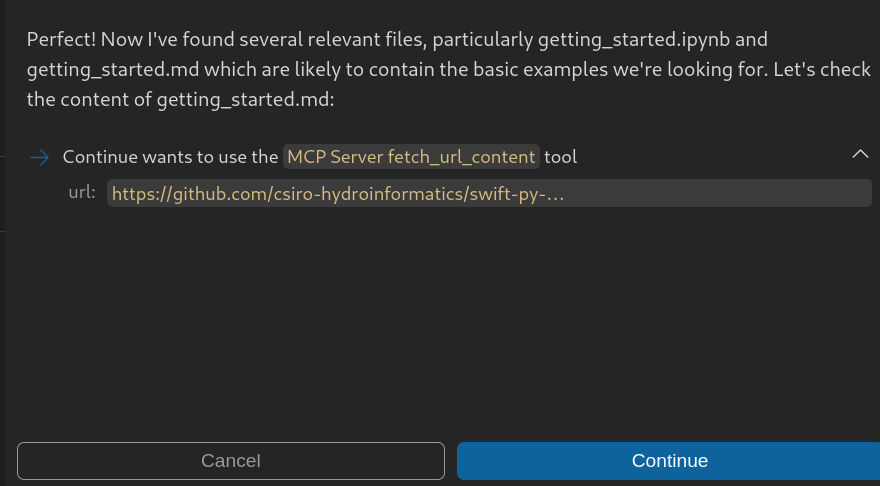 Perfect! Now I've found several relevant files, particularly getting_started.ipynb and
getting_started.md which are likely to contain the basic examples we're looking for. Let's check
the content of getting_started.md:
Continue wants to use the MCP Server fetch_url_content tool
url: https://github.com/csiro-hydroinformatics/swift-py-...
Cancel Continue